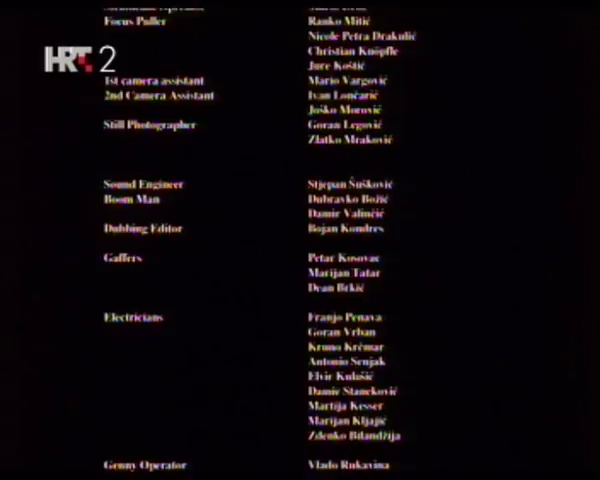 Focus Puller Ranko Mitić
Nicole Petra Drakulić
HRT 2
Christian Knöpfle
Jure Koštić
1st camera assistant Mario Vargović
2nd Camera Assistant Ivan Lončarić
Joško Morović
Still Photographer Goran Legović
Zlatko Mraković
Sound Engineer Stjepan Šušković
Boom Man Dubravko Božić
Damir Valinčić
Dubbing Editor Bojan Kondres
Gaffers Petar Kosovac
Marijan Tatar
Dean Brkić
Electricians Franjo Penava
Goran Vrban
Kruno Krčmar
Antonio Senjak
Elvir Kulašić
Damir Stanković
Martija Kesser
Marijan Kljajić
Zdenko Bilandžija
Genny Operator Vlado Rukavina